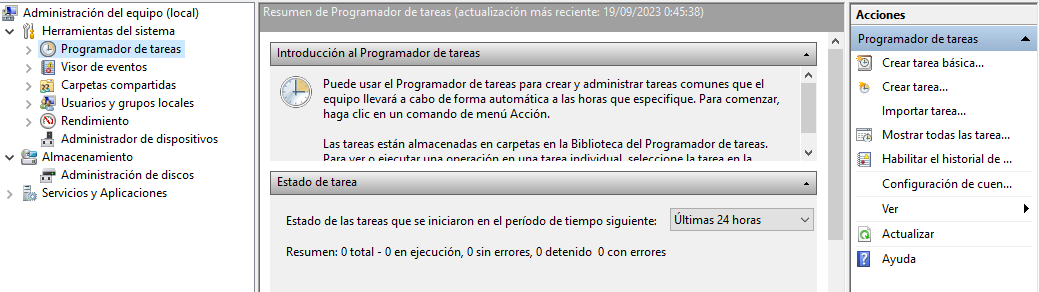 Administración del equipo (local)
Herramientas del sistema
Programador de tareas
Visor de eventos
Carpetas compartidas
Usuarios y grupos locales
Rendimiento
Administrador de dispositivos
Almacenamiento
Administración de discos
Servicios y Aplicaciones
Resumen de Programador de tareas (actualización más reciente: 19/09/2023 0:45:38)
Introducción al Programador de tareas
Puede usar el Programador de tareas para crear y administrar tareas comunes que el
equipo llevará a cabo de forma automática a las horas que especifique. Para comenzar,
haga clic en un comando de menú Acción.
Las tareas están almacenadas en carpetas en la Biblioteca del Programador de tareas.
Para ver o ejecutar una operación en una tarea individual, seleccione la tarea en la
Estado de tarea
Estado de las tareas que se iniciaron en el período de tiempo siguiente:
Últimas 24 horas
Resumen: 0 total - 0 en ejecución, 0 sin errores, 0 detenido  0 con errores
Acciones
Programador de tareas
Crear tarea básica...
Crear tarea...
Importar tarea...
Mostrar todas las tarea...
Habilitar el historial de ...
Configuración de cuen...
Ver
Actualizar
Ayuda